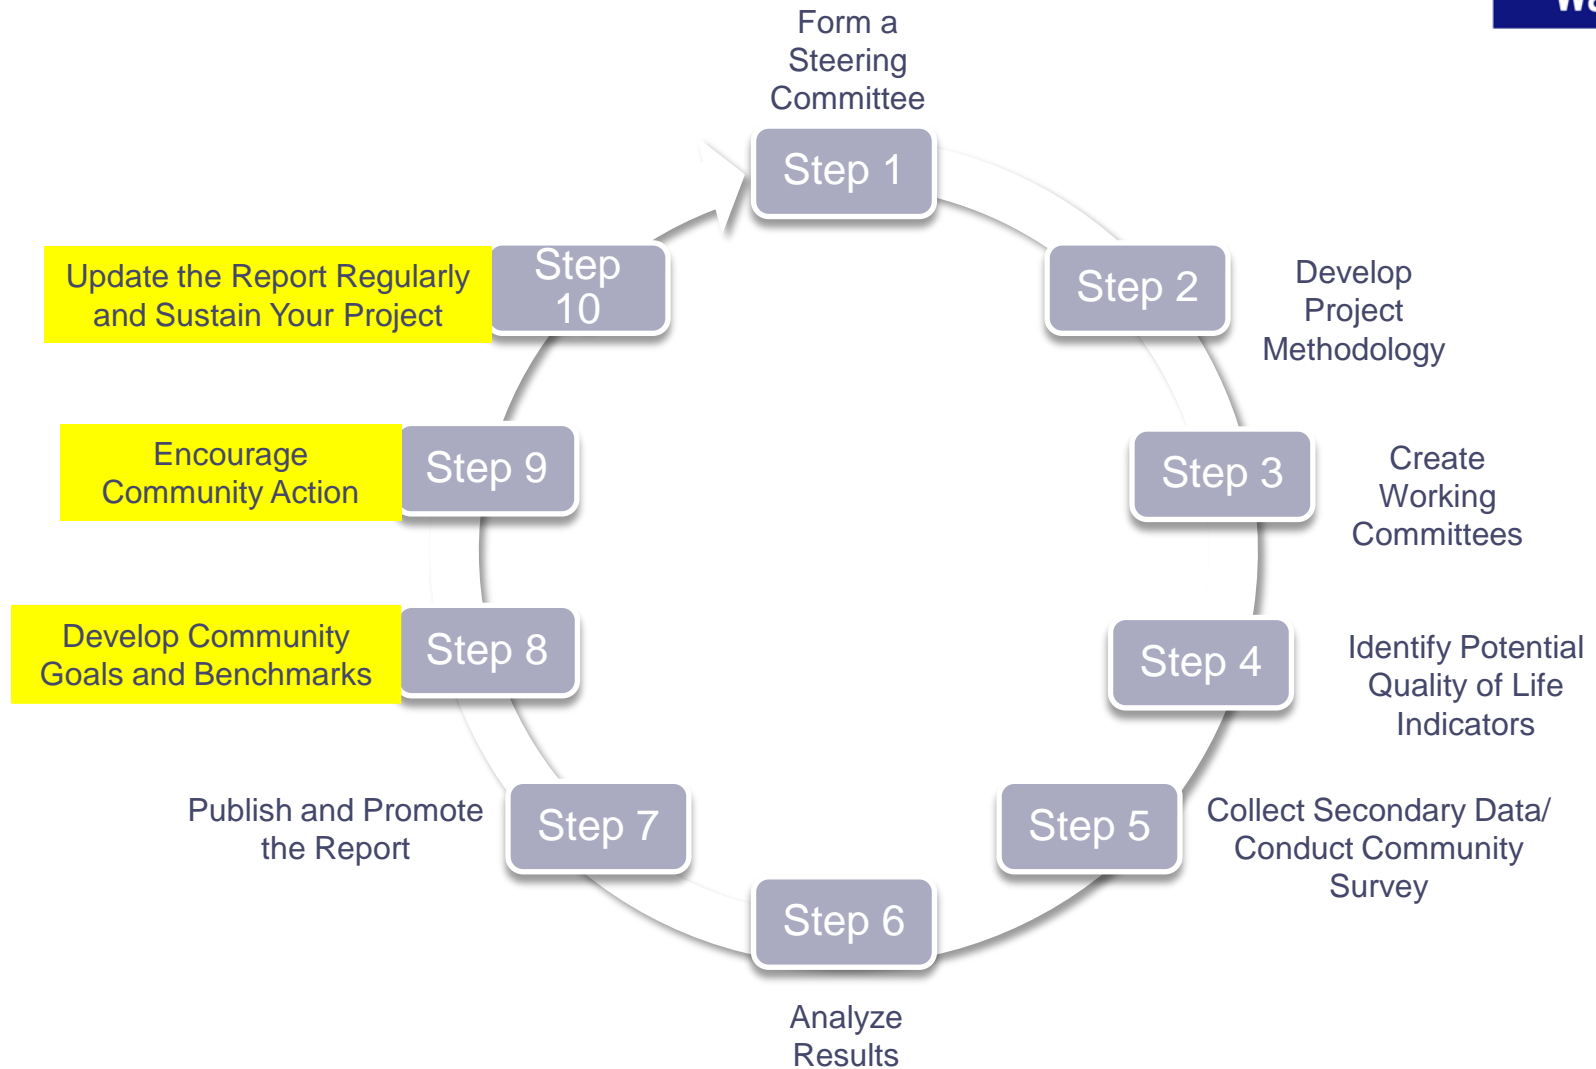 Form a
Steering
Committee
Step 1
Step 2
Develop
Project
Methodology
Step 3
Create
Working
Committees
Step 4
Identify Potential
Quality of Life
Indicators
Step 5
Collect Secondary Data/
Conduct Community
Survey
Step 6
Analyze
Results
Step 7
Publish and Promote
the Report
Step 8
Develop Community
Goals and Benchmarks
Step 9
Encourage
Community Action
Step
10
Update the Report Regularly
and Sustain Your Project